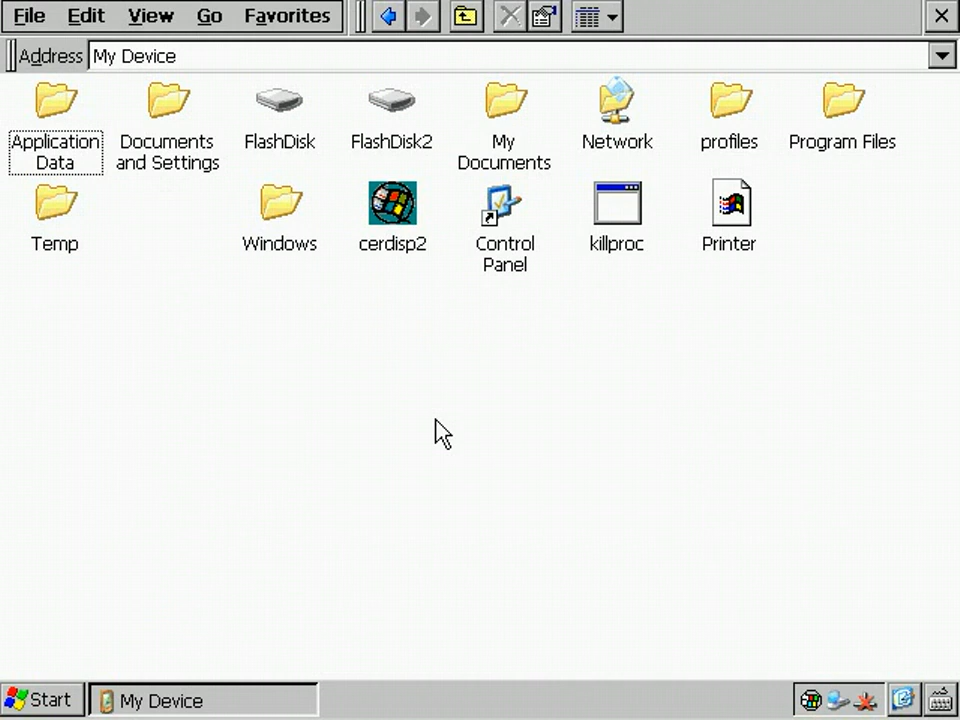 File Edit View Go Favorites
Address My Device
Application Data
Documents and Settings
FlashDisk
FlashDisk2
My Documents
Network
profiles
Program Files
Temp
Windows
cerdisp2
Control Panel
killproc
Printer
Start
My Device